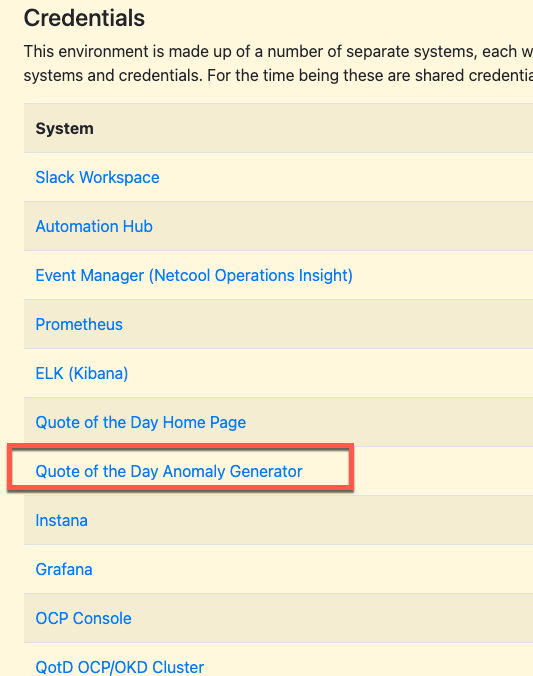 Credentials
This environment is made up of a number of separate systems, each w
systems and credentials. For the time being these are shared credentia
System
Slack Workspace
Automation Hub
Event Manager (Netcool Operations Insight)
Prometheus
ELK (Kibana)
Quote of the Day Home Page
Quote of the Day Anomaly Generator
Instana
Grafana
OCP Console
QotD OCP/OKD Cluster